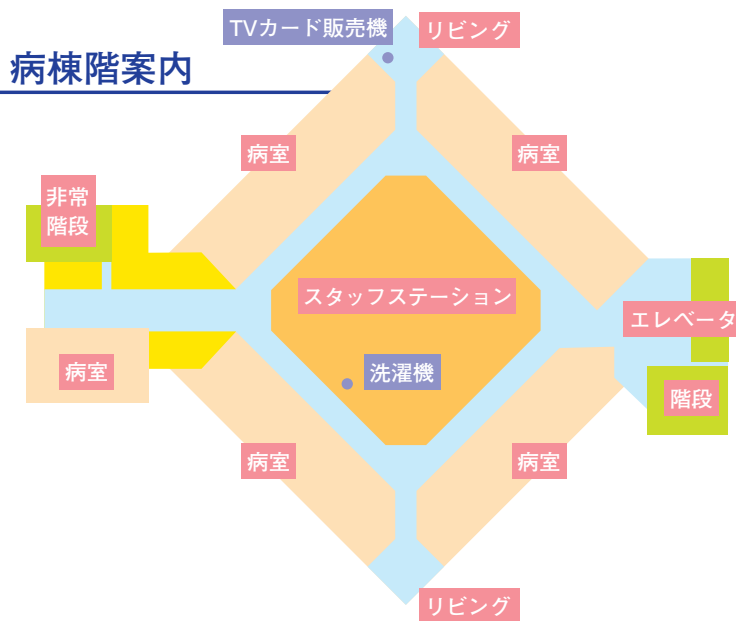 TVカード販売機
リビング
病棟階案内
病室
病室
非常
階段
スタッフステーション
エレベータ
病室
洗濯機
階段
病室
病室
リビング